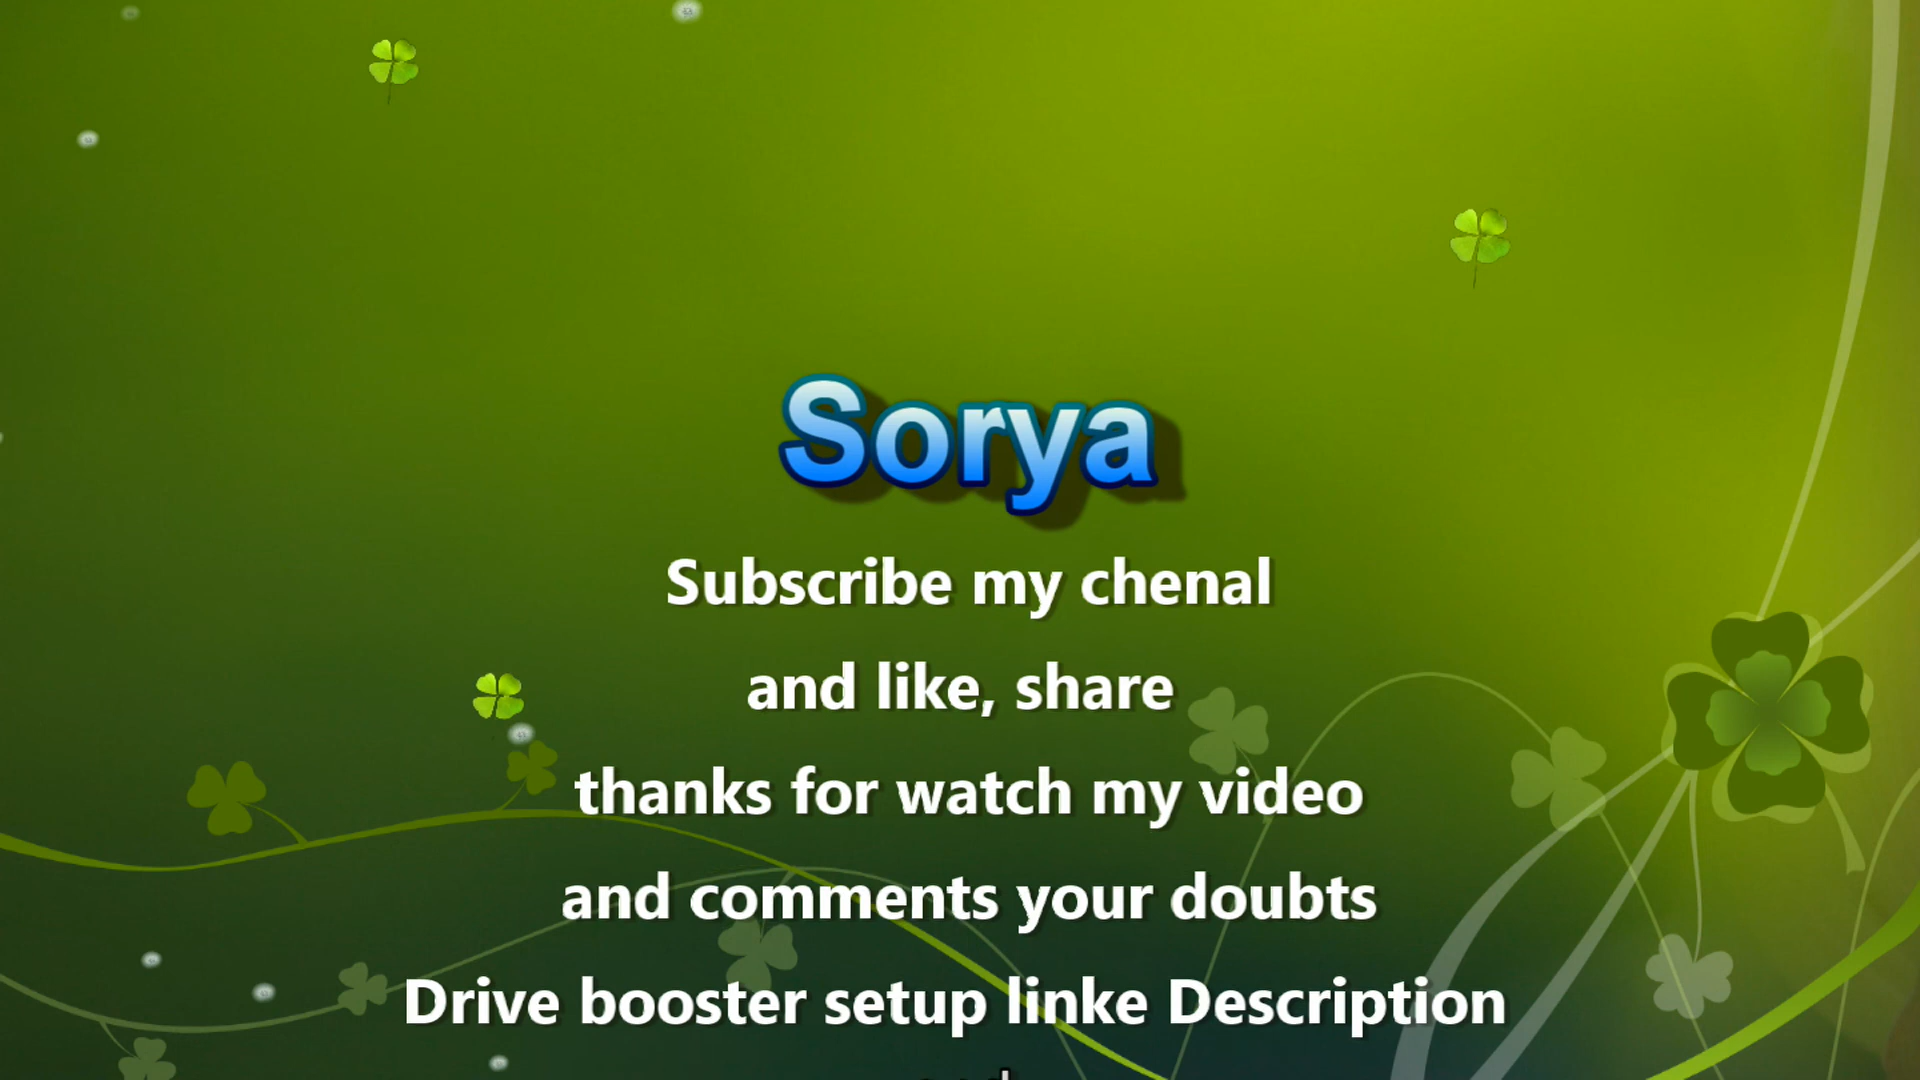 Sorya
Subscribe my chenal
and like, share
thanks for watch my video
and comments your doubts
Drive booster setup linke Description